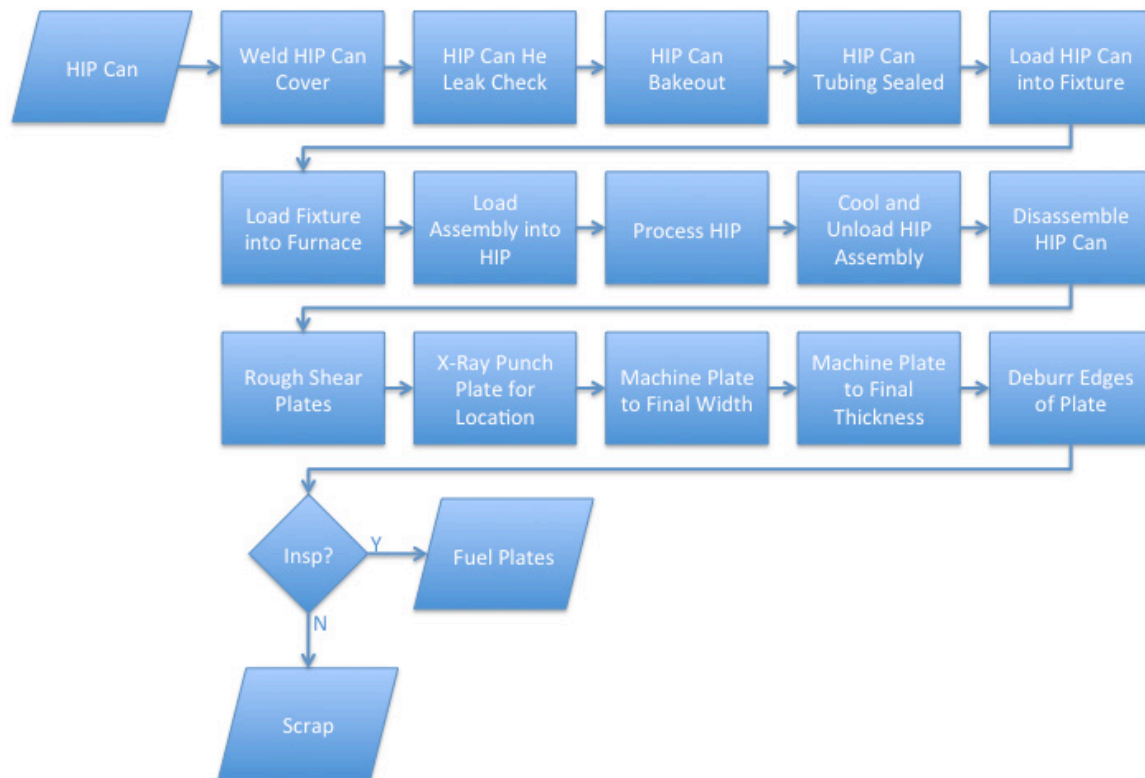 HIP Can
Weld HIP Can
Cover
HIP Can He
Leak Check
HIP Can
Bakeout
HIP Can
Tubing Sealed
Load HIP Can
into Fixture
Load Fixture
into Furnace
Load
Assembly into
HIP
Process HIP
Cool and
Unload HIP
Assembly
Disassemble
HIP Can
Rough Shear
Plates
X-Ray Punch
Plate for
Location
Machine Plate
to Final Width
Machine Plate
to Final
Thickness
Deburr Edges
of Plate
Insp?
Y
Fuel Plates
N
Scrap